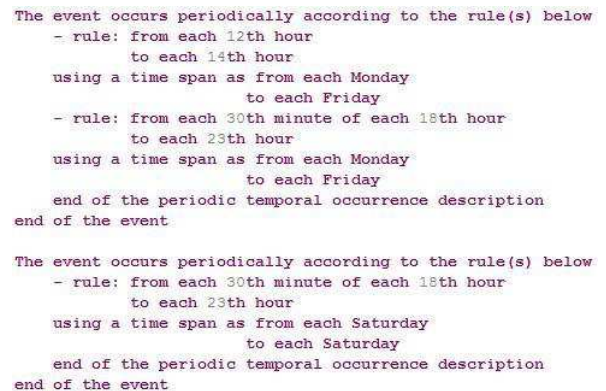 The event occurs periodically according to the rule(s) below
- rule: from each 12th hour
to each 14th hour
using a time span as from each Monday
to each Friday
- rule: from each 30th minute of each 18th hour
to each 23th hour
using a time span as from each Monday
to each Friday
end of the periodic temporal occurrence description
end of the event
The event occurs periodically according to the rule(s) below
- rule: from each 30th minute of each 18th hour
to each 23th hour
using a time span as from each Saturday
to each Saturday
end of the periodic temporal occurrence description
end of the event